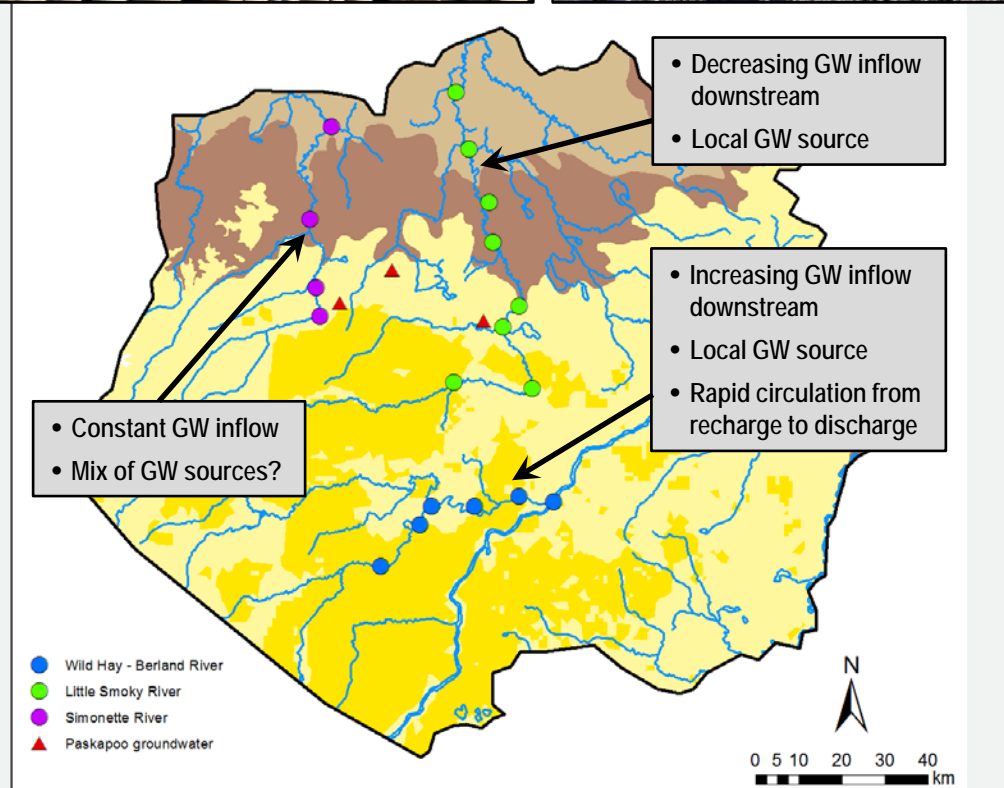 • Decreasing GW inflow
downstream
• Local GW source
• Increasing GW inflow
downstream
• Local GW source
• Rapid circulation from
recharge to discharge
• Constant GW inflow
• Mix of GW sources?
Wild Hay - Berland River
Little Smoky River
Simonette River
Paskapoo groundwater
N
0 5 10 20 30 40
km